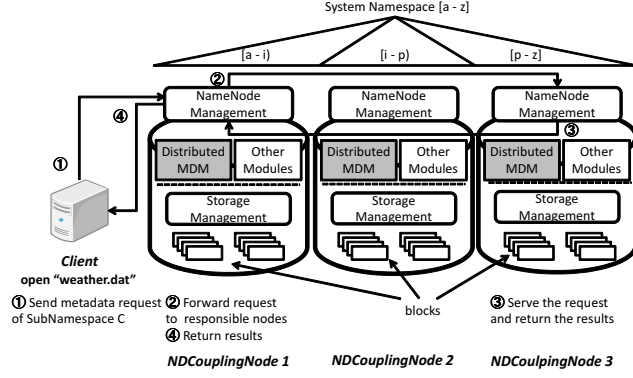 System Namespace [a - z]
[a - i) [i - p) [p - z]
②
NameNode Management NameNode Management NameNode Management
④ ③
①
Distributed MDM Other Modules Distributed MDM Other Modules Distributed MDM Other Modules
Storage Management Storage Management Storage Management
Client
open “weather.dat”
blocks
① Send metadata request
of SubNamespace C
② Forward request
to responsible nodes
④ Return results
③ Serve the request
and return the results
NDCouplingNode 1 NDCouplingNode 2 NDCoulpingNode 3